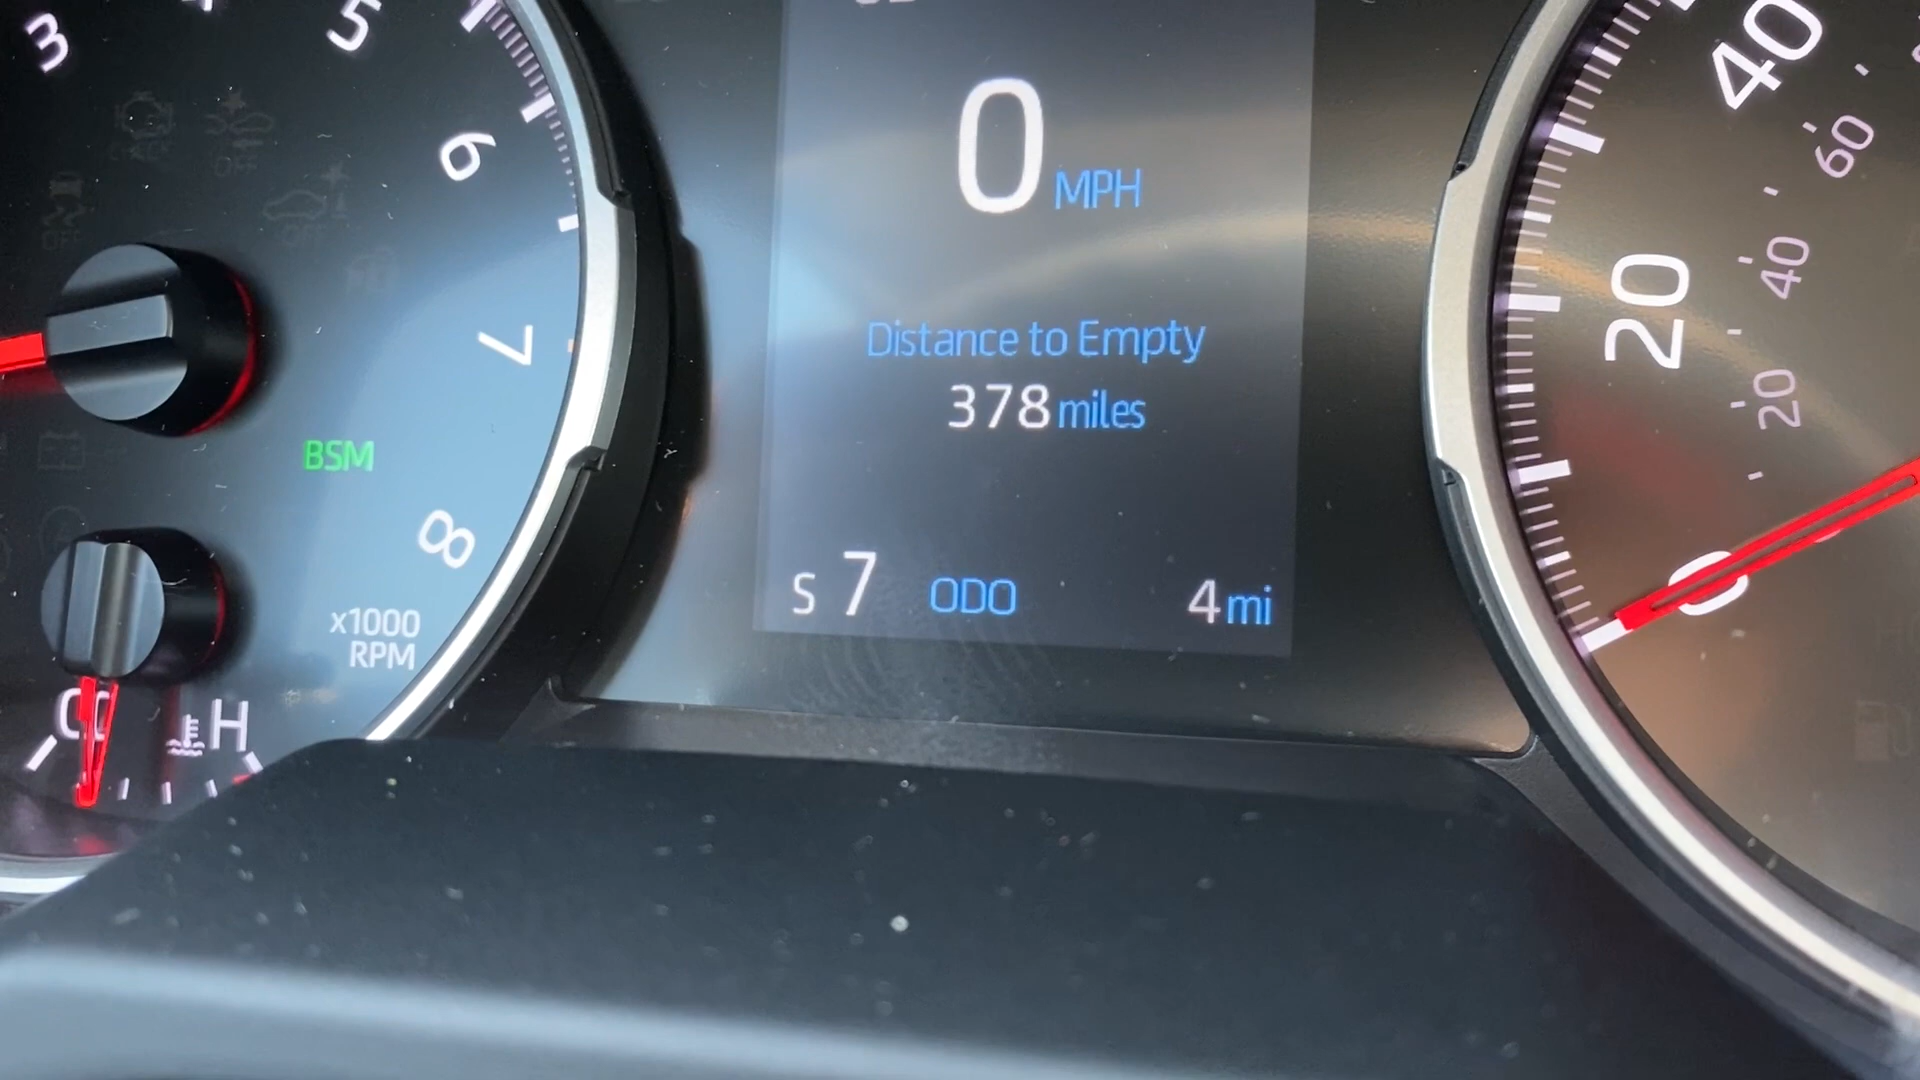 3
5
6
7
8
BSM
x1000
RPM
H
0 MPH
Distance to Empty
378 miles
S 7 ODO 4 mi
40
60
20
40
20
0